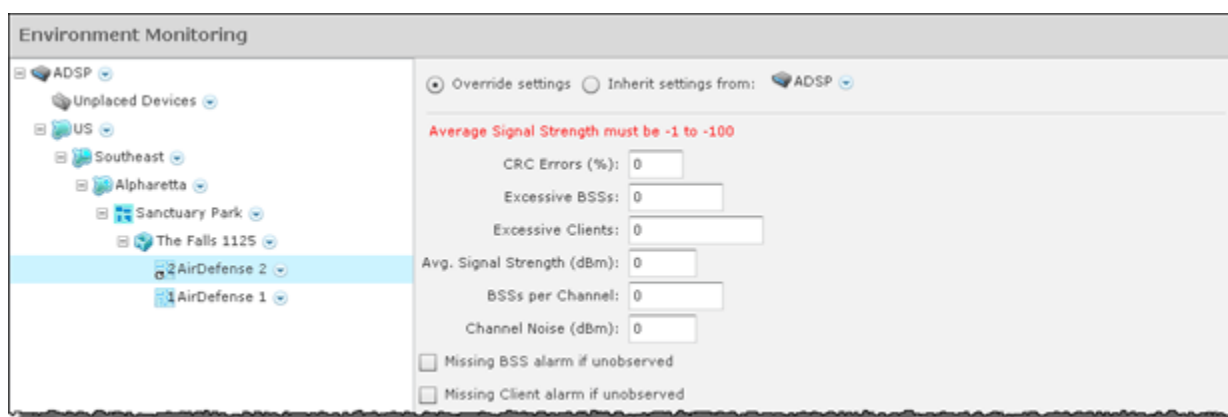 Environment Monitoring
ADSP
Unplaced Devices
US
Southeast
Alpharetta
Sanctuary Park
The Falls 1125
2 AirDefense 2
1 AirDefense 1
Override settings Inherit settings from: ADSP
Average Signal Strength must be -1 to -100
CRC Errors (%): 0
Excessive BSSs: 0
Excessive Clients: 0
Avg. Signal Strength (dBm): 0
BSSs per Channel: 0
Channel Noise (dBm): 0
Missing BSS alarm if unobserved
Missing Client alarm if unobserved